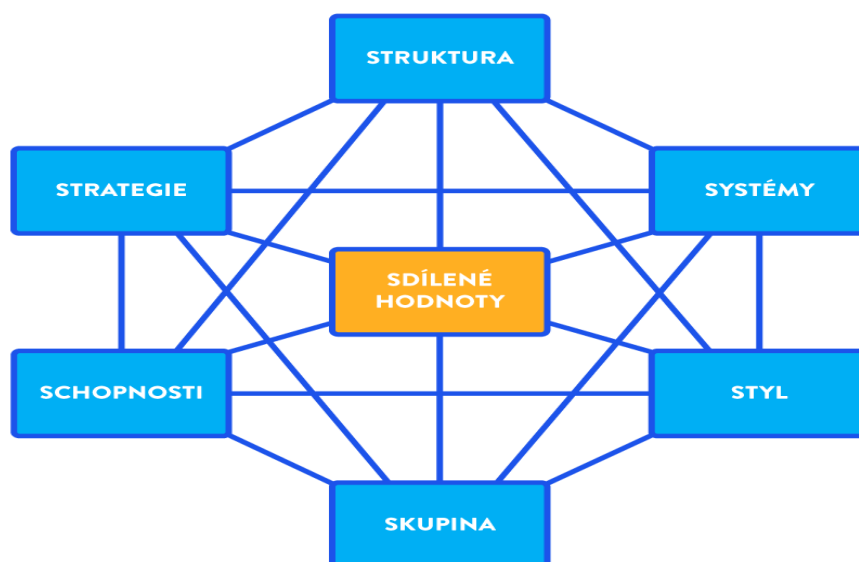 STRUKTURA
STRATEGIE
SYSTÉMY
SDÍLENÉ
HODNOTY
SCHOPNOSTI
STYL
SKUPINA